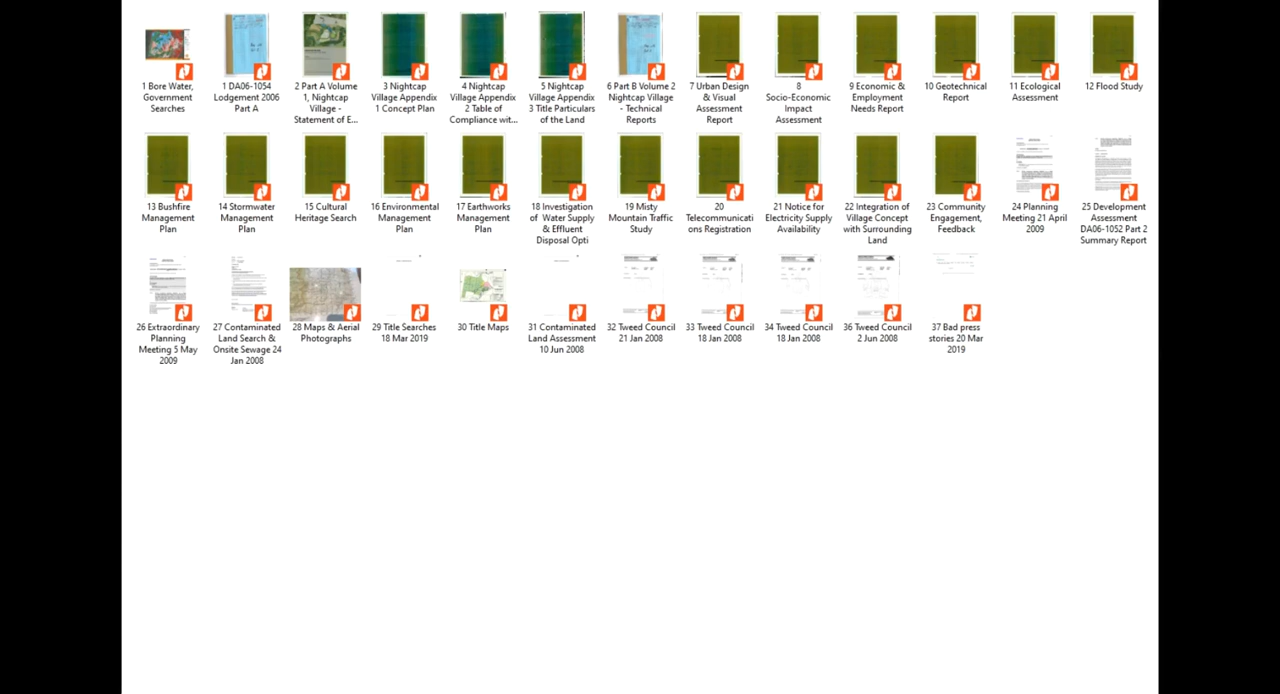 1 Bore Water,
Government
Searches
1 DA06-1054
Lodgement 2006
Part A
2 Part A Volume
1, Nightcap
Village -
Statement of E...
3 Nightcap
Village Appendix
1 Concept Plan
4 Nightcap
Village Appendix
2 Table of
Compliance wit...
5 Nightcap
Village Appendix
3 Title Particulars
of the Land
6 Part B Volume 2
Nightcap Village
- Technical
Reports
7 Urban Design
& Visual
Assessment
Report
8
Socio-Economic
Impact
Assessment
9 Economic &
Employment
Needs Report
10 Geotechnical
Report
11 Ecological
Assessment
12 Flood Study
13 Bushfire
Management
Plan
14 Stormwater
Management
Plan
15 Cultural
Heritage Search
16 Environmental
Management
Plan
17 Earthworks
Management
Plan
18 Investigation
of Water Supply
& Effluent
Disposal Opti
19 Misty
Mountain Traffic
Study
20
Telecommunicati
ons Registration
21 Notice for
Electricity Supply
Availability
22 Integration of
Village Concept
with Surrounding
Land
23 Community
Engagement,
Feedback
24 Planning
Meeting 21 April
2009
25 Development
Assessment
DA06-1052 Part 2
Summary Report
26 Extraordinary
Planning
Meeting 5 May
2009
27 Contaminated
Land Search &
Onsite Sewage 24
Jan 2008
28 Maps & Aerial
Photographs
29 Title Searches
18 Mar 2019
30 Title Maps
31 Contaminated
Land Assessment
10 Jun 2008
32 Tweed Council
21 Jan 2008
33 Tweed Council
18 Jan 2008
34 Tweed Council
18 Jan 2008
36 Tweed Council
2 Jun 2008
37 Bad press
stories 20 Mar
2019